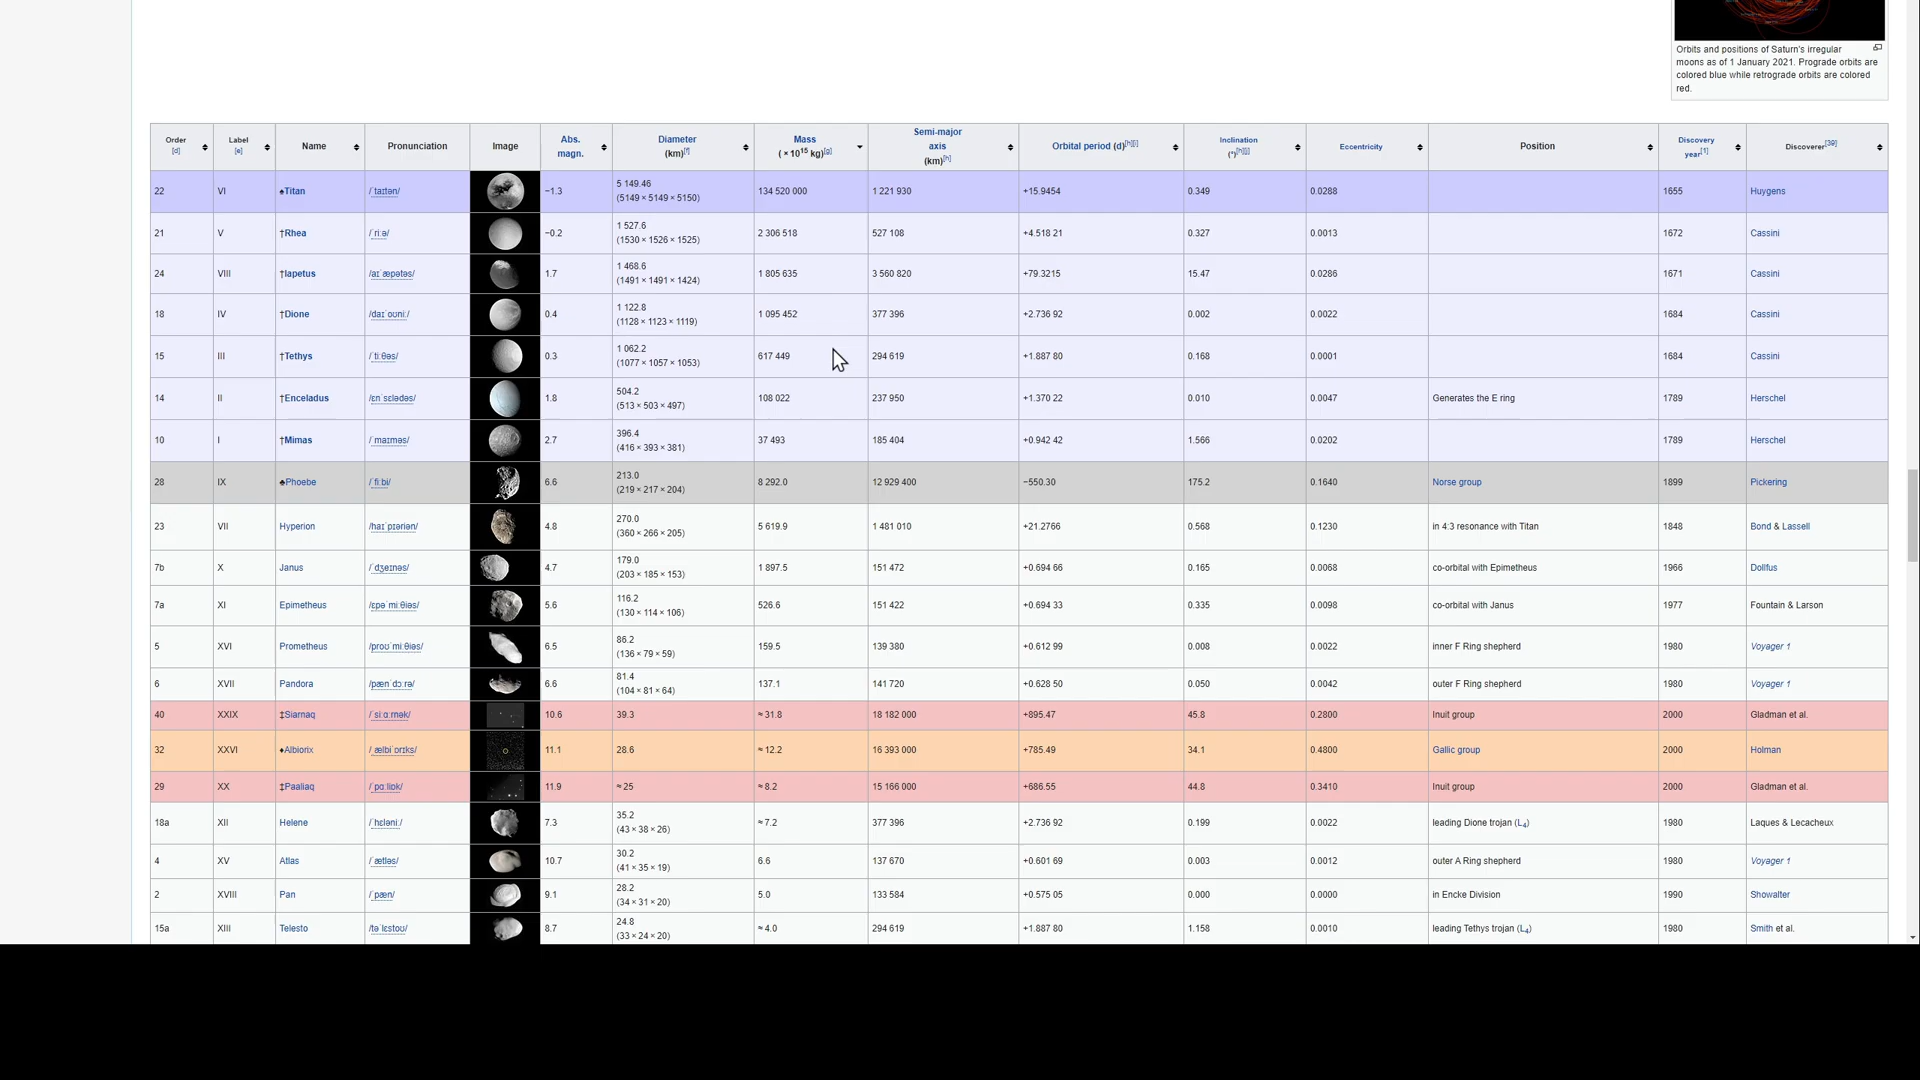 Orbits and positions of Saturn's irregular
moons as of 1 January 2021. Prograde orbits are
colored blue while retrograde orbits are colored
red.
Order [d] Label [e] Name Pronunciation Image Abs. magn. Diameter (km)[f] Mass (× 10¹⁵ kg)[g] Semi-major axis (km)[h] Orbital period (d)[h][i] Inclination (°)[h][j] Eccentricity Position Discovery year[1] Discoverer[39]
22 VI ♠Titan /ˈtaɪtən/ −1.3 5 149.46 (5149 × 5149 × 5150) 134 520 000 1 221 930 +15.9454 0.349 0.0288 1655 Huygens
21 V †Rhea /ˈriːə/ −0.2 1 527.6 (1530 × 1526 × 1525) 2 306 518 527 108 +4.518 21 0.327 0.0013 1672 Cassini
24 VIII †Iapetus /aɪˈæpətəs/ 1.7 1 468.6 (1491 × 1491 × 1424) 1 805 635 3 560 820 +79.3215 15.47 0.0286 1671 Cassini
18 IV †Dione /daɪˈoʊniː/ 0.4 1 122.8 (1128 × 1123 × 1119) 1 095 452 377 396 +2.736 92 0.002 0.0022 1684 Cassini
15 III †Tethys /ˈtiːθəs/ 0.3 1 062.2 (1077 × 1057 × 1053) 617 449 294 619 +1.887 80 0.168 0.0001 1684 Cassini
14 II †Enceladus /ɛnˈsɛlədəs/ 1.8 504.2 (513 × 503 × 497) 108 022 237 950 +1.370 22 0.010 0.0047 Generates the E ring 1789 Herschel
10 I †Mimas /ˈmaɪməs/ 2.7 396.4 (416 × 393 × 381) 37 493 185 404 +0.942 42 1.566 0.0202 1789 Herschel
28 IX ♣Phoebe /ˈfiːbi/ 6.6 213.0 (219 × 217 × 204) 8 292.0 12 929 400 −550.30 175.2 0.1640 Norse group 1899 Pickering
23 VII Hyperion /haɪˈpɪəriən/ 4.8 270.0 (360 × 266 × 205) 5 619.9 1 481 010 +21.2766 0.568 0.1230 in 4:3 resonance with Titan 1848 Bond & Lassell
7b X Janus /ˈdʒeɪnəs/ 4.7 179.0 (203 × 185 × 153) 1 897.5 151 472 +0.694 66 0.165 0.0068 co-orbital with Epimetheus 1966 Dollfus
7a XI Epimetheus /ɛpəˈmiːθiəs/ 5.6 116.2 (130 × 114 × 106) 526.6 151 422 +0.694 33 0.335 0.0098 co-orbital with Janus 1977 Fountain & Larson
5 XVI Prometheus /proʊˈmiːθiəs/ 6.5 86.2 (136 × 79 × 59) 159.5 139 380 +0.612 99 0.008 0.0022 inner F Ring shepherd 1980 Voyager 1
6 XVII Pandora /pænˈdɔːrə/ 6.6 81.4 (104 × 81 × 64) 137.1 141 720 +0.628 50 0.050 0.0042 outer F Ring shepherd 1980 Voyager 1
40 XXIX ‡Siarnaq /ˈsiːɑːrnək/ 10.6 39.3 ≈ 31.8 18 182 000 +895.47 45.8 0.2800 Inuit group 2000 Gladman et al.
32 XXVI ♦Albiorix /ˌælbiˈɒrɪks/ 11.1 28.6 ≈ 12.2 16 393 000 +785.49 34.1 0.4800 Gallic group 2000 Holman
29 XX ‡Paaliaq /ˈpɑːliɒk/ 11.9 ≈ 25 ≈ 8.2 15 166 000 +686.55 44.8 0.3410 Inuit group 2000 Gladman et al.
18a XII Helene /ˈhɛləniː/ 7.3 35.2 (43 × 38 × 26) ≈ 7.2 377 396 +2.736 92 0.199 0.0022 leading Dione trojan (L₄) 1980 Laques & Lecacheux
4 XV Atlas /ˈætləs/ 10.7 30.2 (41 × 35 × 19) 6.6 137 670 +0.601 69 0.003 0.0012 outer A Ring shepherd 1980 Voyager 1
2 XVIII Pan /ˈpæn/ 9.1 28.2 (34 × 31 × 20) 5.0 133 584 +0.575 05 0.000 0.0000 in Encke Division 1990 Showalter
15a XIII Telesto /təˈlɛstoʊ/ 8.7 24.8 (33 × 24 × 20) ≈ 4.0 294 619 +1.887 80 1.158 0.0010 leading Tethys trojan (L₄) 1980 Smith et al.